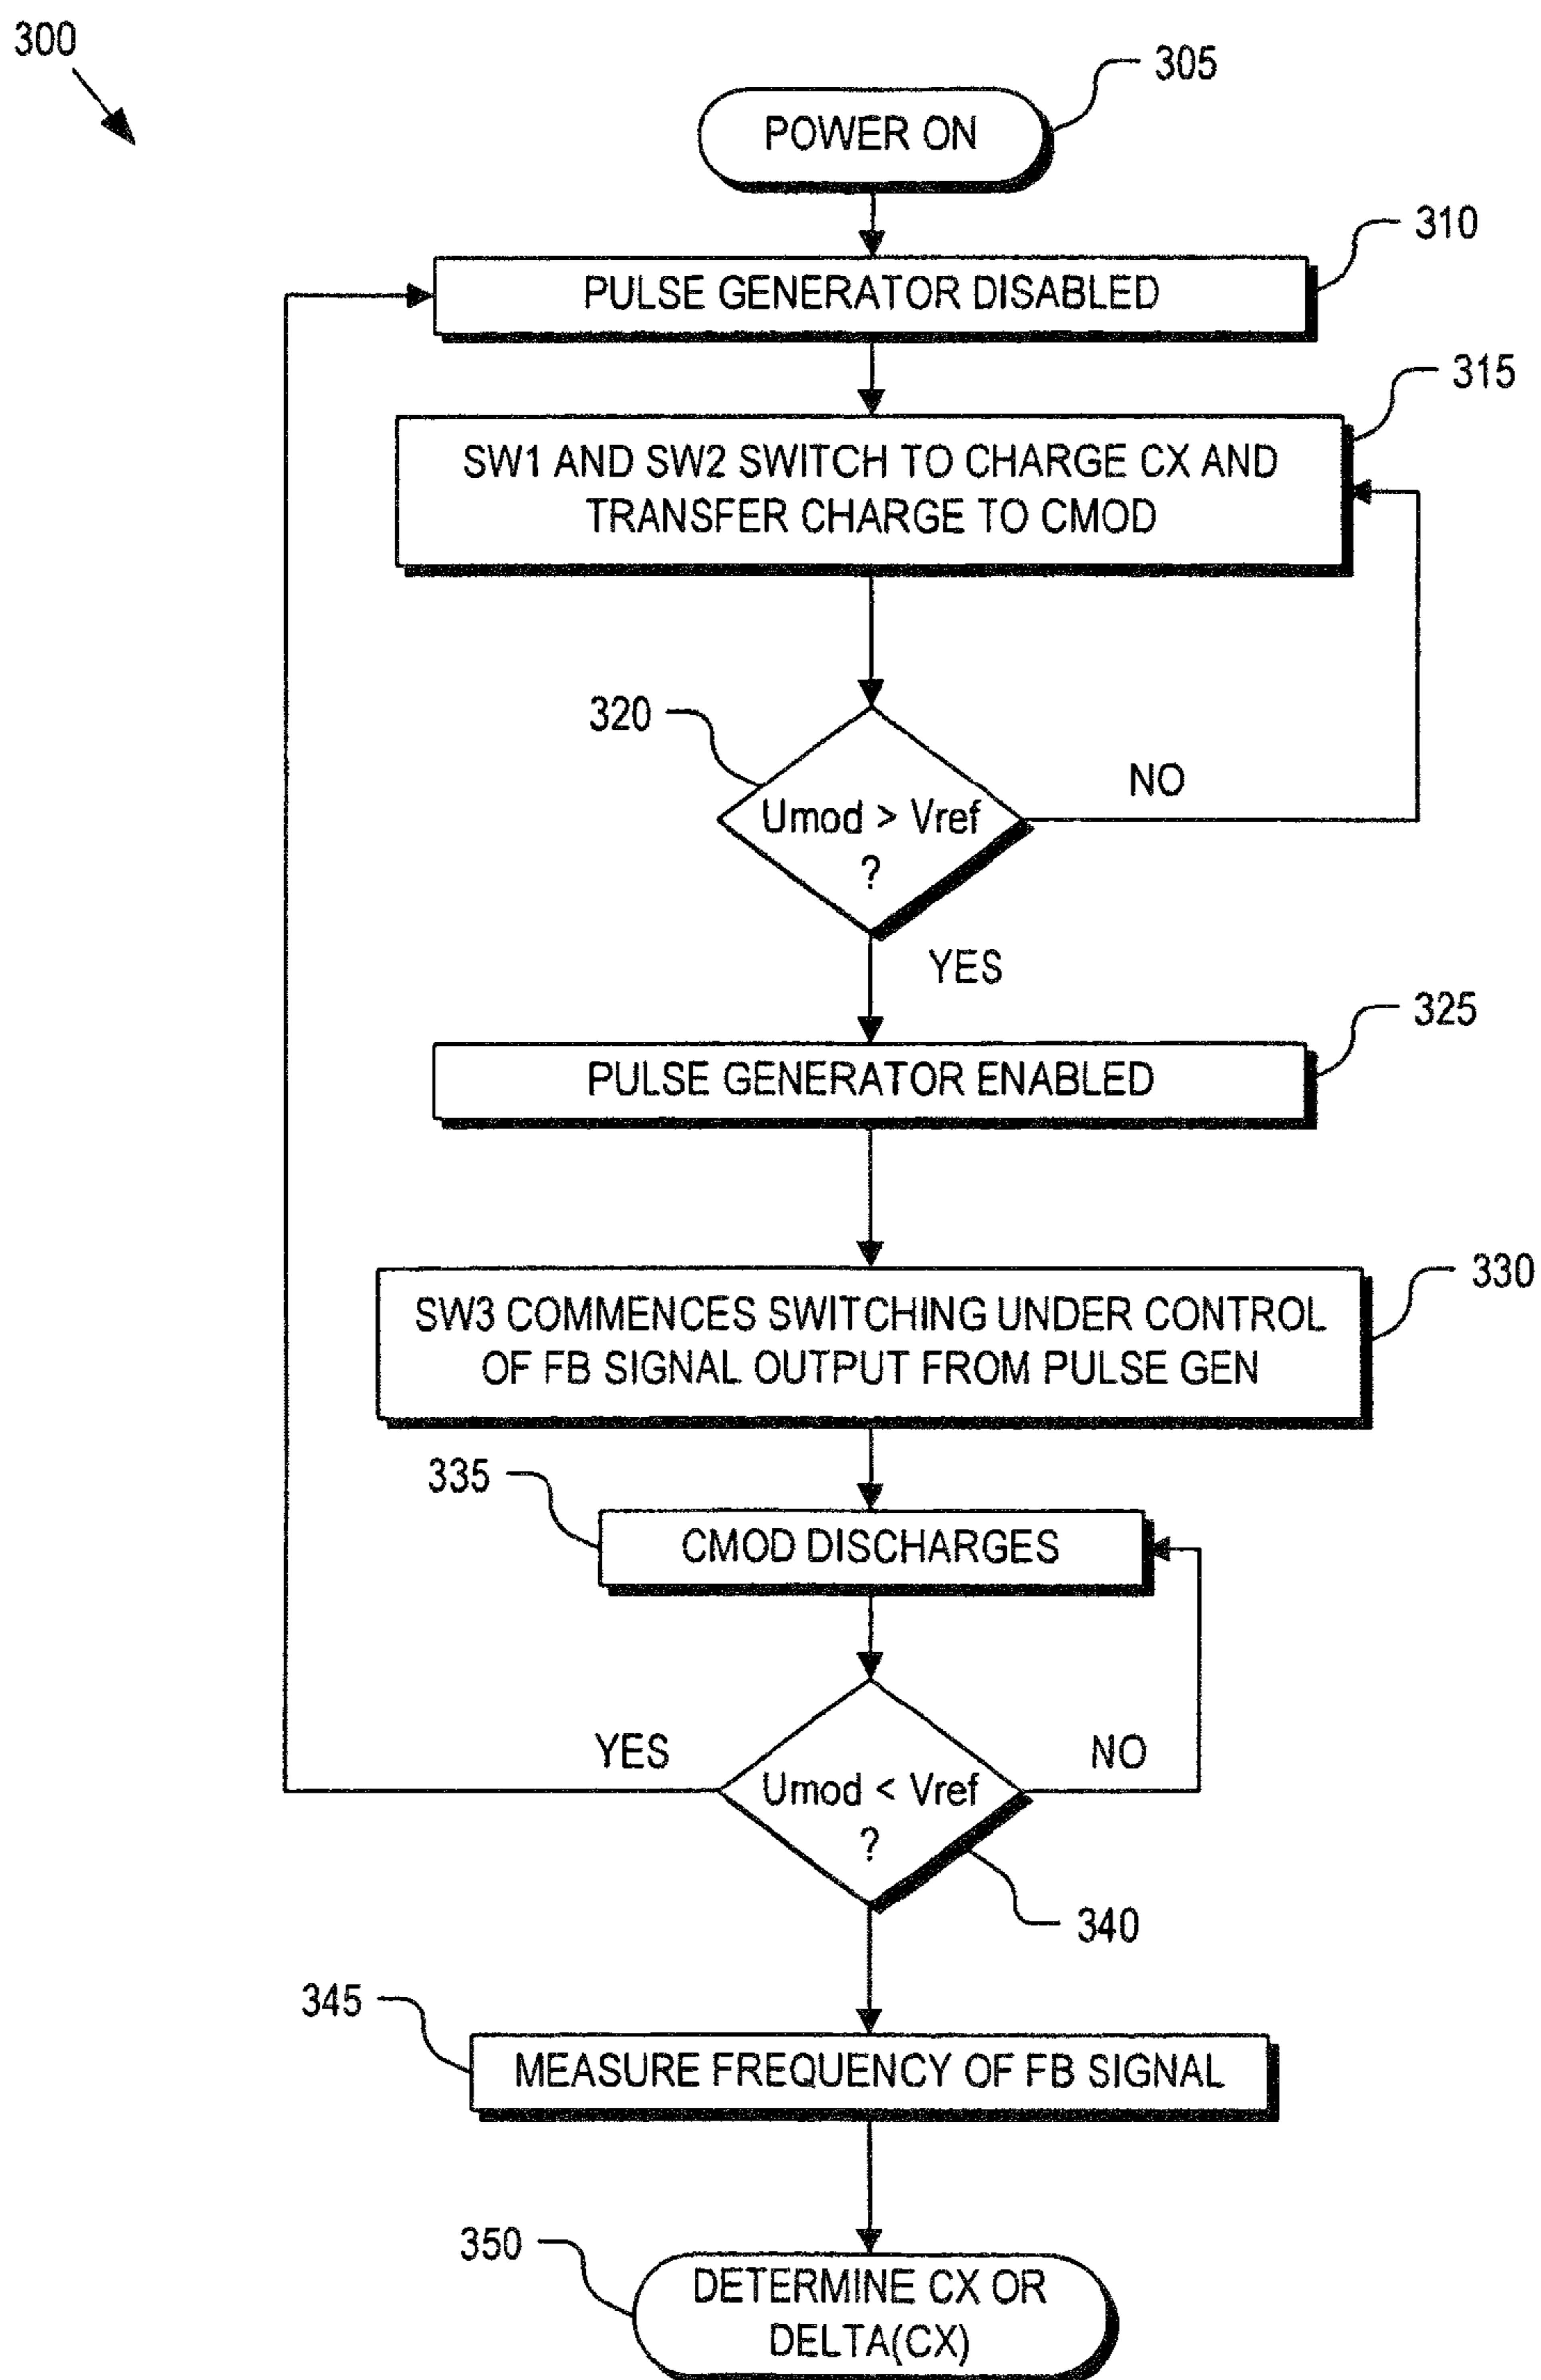 300
305
POWER ON
310
PULSE GENERATOR DISABLED
315
SW1 AND SW2 SWITCH TO CHARGE CX AND
TRANSFER CHARGE TO CMOD
320
Umod > Vref
?
NO
YES
325
PULSE GENERATOR ENABLED
330
SW3 COMMENCES SWITCHING UNDER CONTROL
OF FB SIGNAL OUTPUT FROM PULSE GEN
335
CMOD DISCHARGES
YES
NO
Umod < Vref
?
340
345
MEASURE FREQUENCY OF FB SIGNAL
350
DETERMINE CX OR
DELTA(CX)